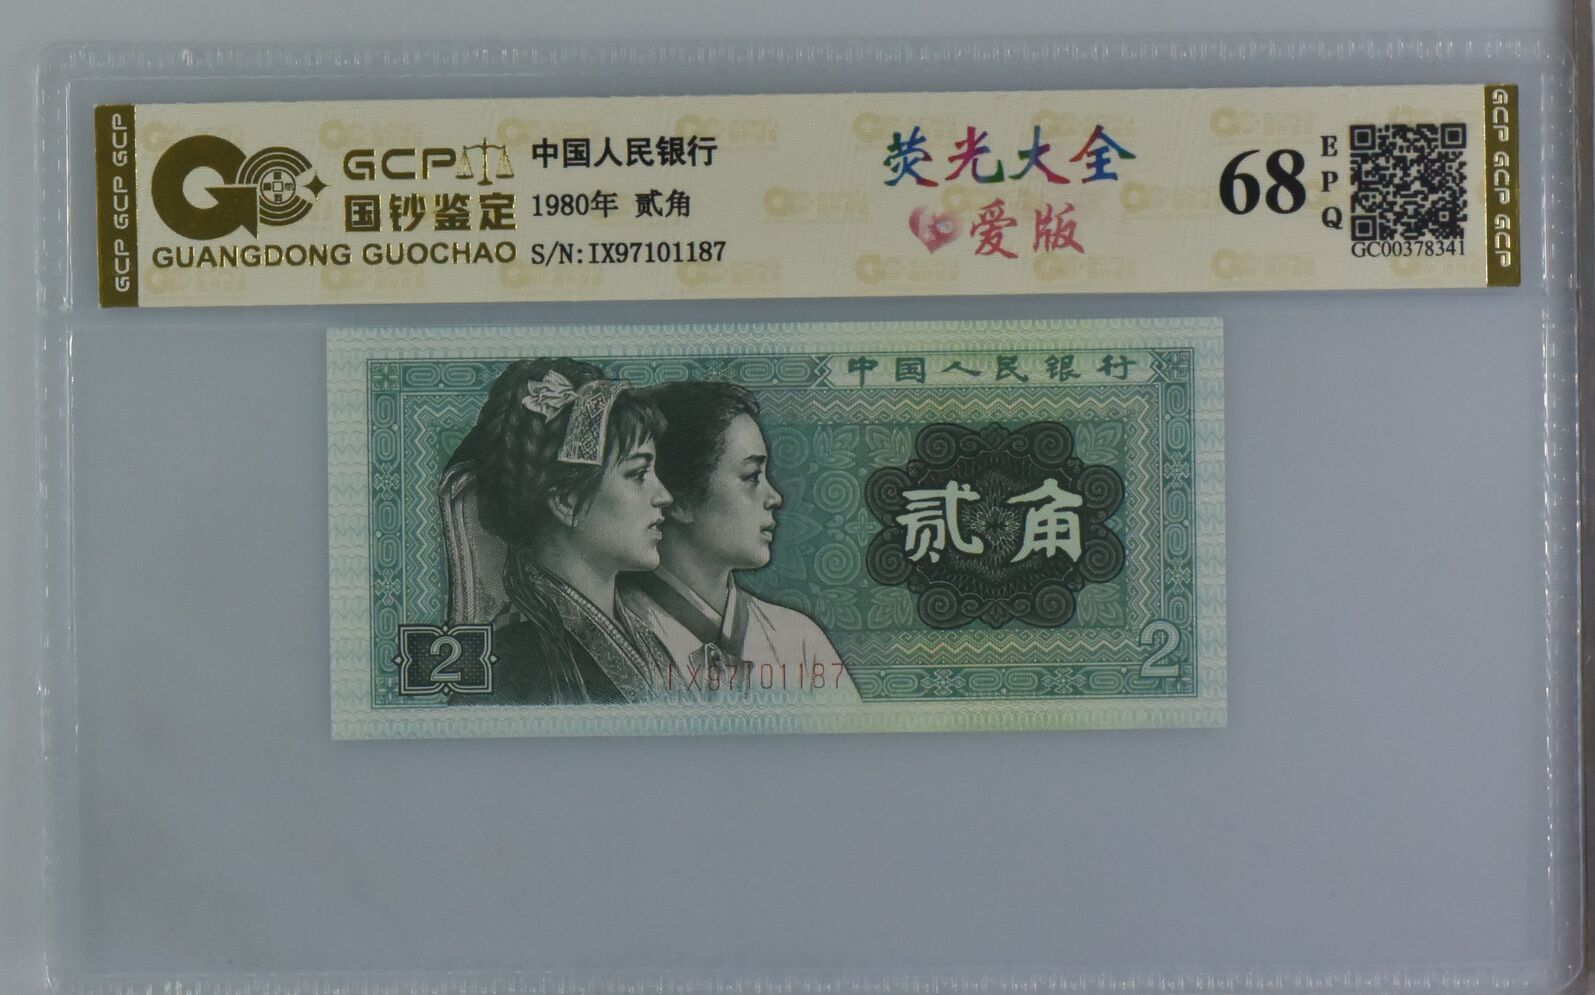 GCP GCP GCP
GCP
国钞鉴定
GUANGDONG GUOCHAO
中国人民银行
1980年 贰角
S/N:IX97101187
荧光大全
爱版
68
EPQ
GC00378341
GCP GCP GCP
中国人民银行
贰角
2
2
IX97101187